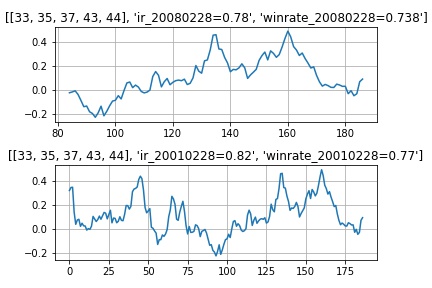 [[33, 35, 37, 43, 44], 'ir_20080228=0.78', 'winrate_20080228=0.738']
0.4
0.2
0.0
−0.2
80 100 120 140 160 180
[[33, 35, 37, 43, 44], 'ir_20010228=0.82', 'winrate_20010228=0.77']
0.4
0.2
0.0
−0.2
0 25 50 75 100 125 150 175